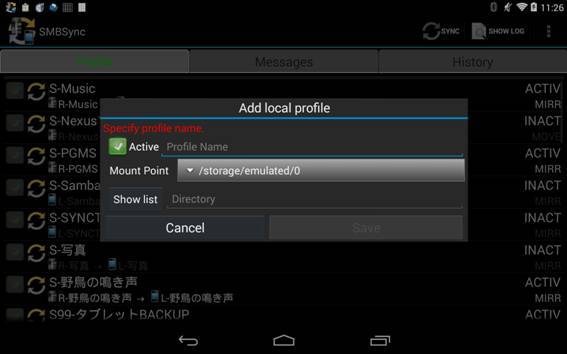 11:26
SMBSync
SYNC
SHOW LOG
Profile
Messages
History
S-Music
ACTIV
R-Music
MIRR
Add local profile
S-Nexus
INACT
R-Nexus
MOVE
Specify profile name.
Active
Profile Name
S-PGMS
ACTIV
R-PGMS
MIRR
Mount Point
/storage/emulated/0
S-Samba
INACT
L-Samba
MIRR
Show list
Directory
S-SYNCT
INACT
L-SYNCT
MIRR
Cancel
Save
S-写真
INACT
R-写真 → L-写真
MIRR
S-野鳥の鳴き声
ACTIV
R-野鳥の鳴き声 → L-野鳥の鳴き声
MIRR
S99-タブレットBACKUP
ACTIV